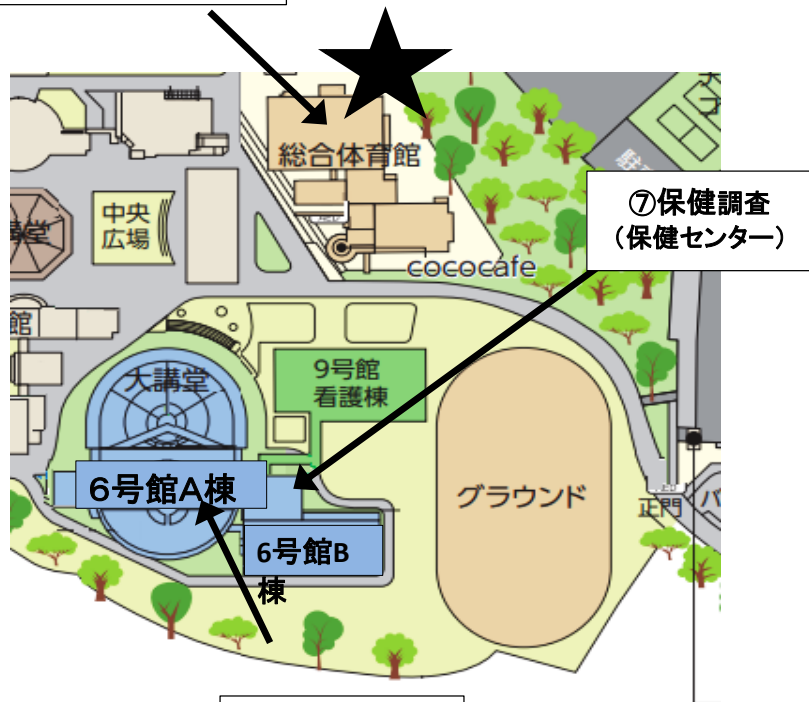 総合体育館
⑦保健調査
（保健センター）
中央
広場
cococafe
館
大講堂
9号館
看護棟
6号館A棟
グラウンド
正門
6号館B
棟